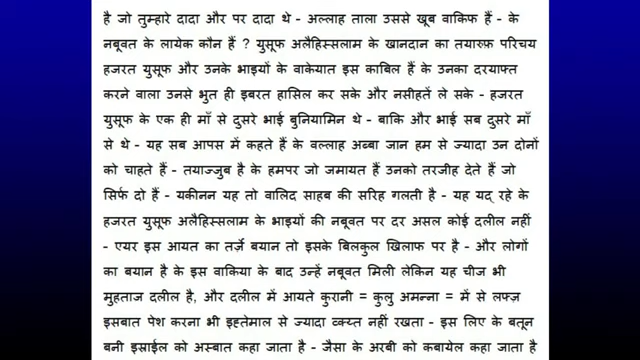 है जो तुम्हारे दादा और पर दादा थे - अल्लाह ताला उससे खूब वाकिफ हैं - के
नबूवत के लायेक कौन हैं ? युसूफ अलैहिस्सलाम के खानदान का तयारुफ़ परिचय
हजरत युसूफ और उनके भाइयों के वाकेयात इस काबिल हैं के उनका दरयाफ्त
करने वाला उनसे भुत ही इबरत हासिल कर सके और नसीहतें ले सके - हजरत
युसूफ के एक ही माँ से दुसरे भाई बुनियामिन थे - बाकि और भाई सब दुसरे माँ
से थे - यह सब आपस में कहते हैं के वल्लाह अब्बा जान हम से ज्यादा उन दोनों
को चाहते हैं - तयाज्जुब है के हमपर जो जमायत हैं उनको तरजीह देते हैं जो
सिर्फ दो हैं - यकीनन यह तो वालिद साहब की सरिह गलती है - यह यद् रहे के
हजरत युसूफ अलैहिस्सलाम के भाइयों की नबूवत पर दर असल कोई दलील नहीं
- एयर इस आयत का तर्ज़े बयान तो इसके बिलकुल खिलाफ पर है - और लोगों
का बयान है के इस वाकिया के बाद उन्हें नबूवत मिली लेकिन यह चीज भी
मुहताज दलील है, और दलील में आयते कुरानी = कुलु अमन्ना = में से लफ्ज़
इसबात पेश करना भी इह्तेमाल से ज्यादा व्क्य्त नहीं रखता - इस लिए के बतून
बनी इस्राईल को अस्बात कहा जाता है - जैसा के अरबी को कबायेल कहा जाता है